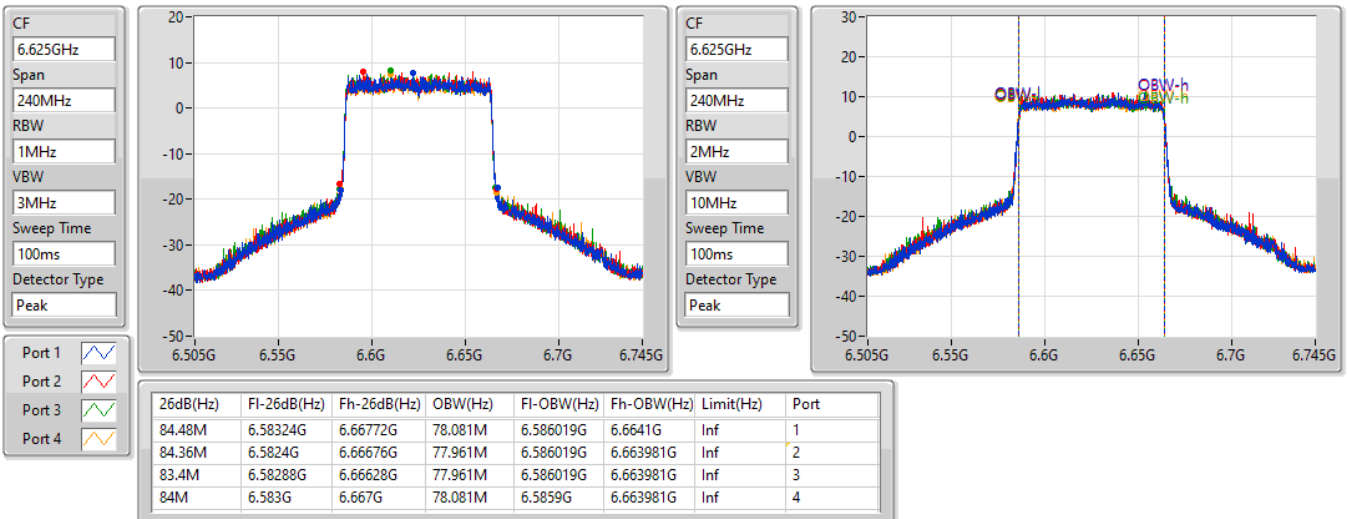 CF
6.625GHz
Span
240MHz
RBW
1MHz
VBW
3MHz
Sweep Time
100ms
Detector Type
Peak
20
10
0
-10
-20
-30
-40
-50
6.505G 6.55G 6.6G 6.65G 6.7G 6.745G
CF
6.625GHz
Span
240MHz
RBW
2MHz
VBW
10MHz
Sweep Time
100ms
Detector Type
Peak
30
20
10
0
-10
-20
-30
-40
-50
OBW-l
OBW-h
OBW-h
6.505G 6.55G 6.6G 6.65G 6.7G 6.745G
Port 1
Port 2
Port 3
Port 4
26dB(Hz) Fl-26dB(Hz) Fh-26dB(Hz) OBW(Hz) Fl-OBW(Hz) Fh-OBW(Hz) Limit(Hz) Port
84.48M 6.58324G 6.66772G 78.081M 6.586019G 6.6641G Inf 1
84.36M 6.5824G 6.66676G 77.961M 6.586019G 6.663981G Inf 2
83.4M 6.58288G 6.66628G 77.961M 6.586019G 6.663981G Inf 3
84M 6.583G 6.667G 78.081M 6.5859G 6.663981G Inf 4